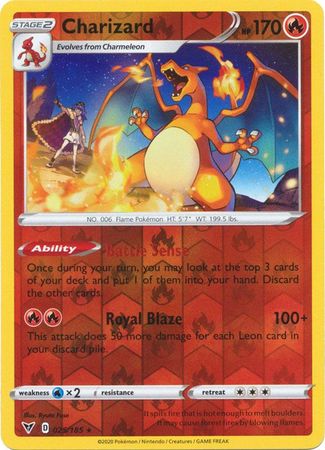 STAGE2
Charizard
HP 170
Evolves from Charmeleon
NO. 006 Flame Pokémon HT: 5'7" WT: 199.5 lbs.
Ability Battle Sense
Once during your turn, you may look at the top 3 cards
of your deck and put 1 of them into your hand. Discard
the other cards.
Royal Blaze 100+
This attack does 50 more damage for each Leon card in
your discard pile.
weakness ×2 resistance retreat
Illus. Ryuta Fuse
D 025/185 ★
It spits fire that is hot enough to melt boulders.
It may cause forest fires by blowing flames.
©2020 Pokémon / Nintendo / Creatures / GAME FREAK